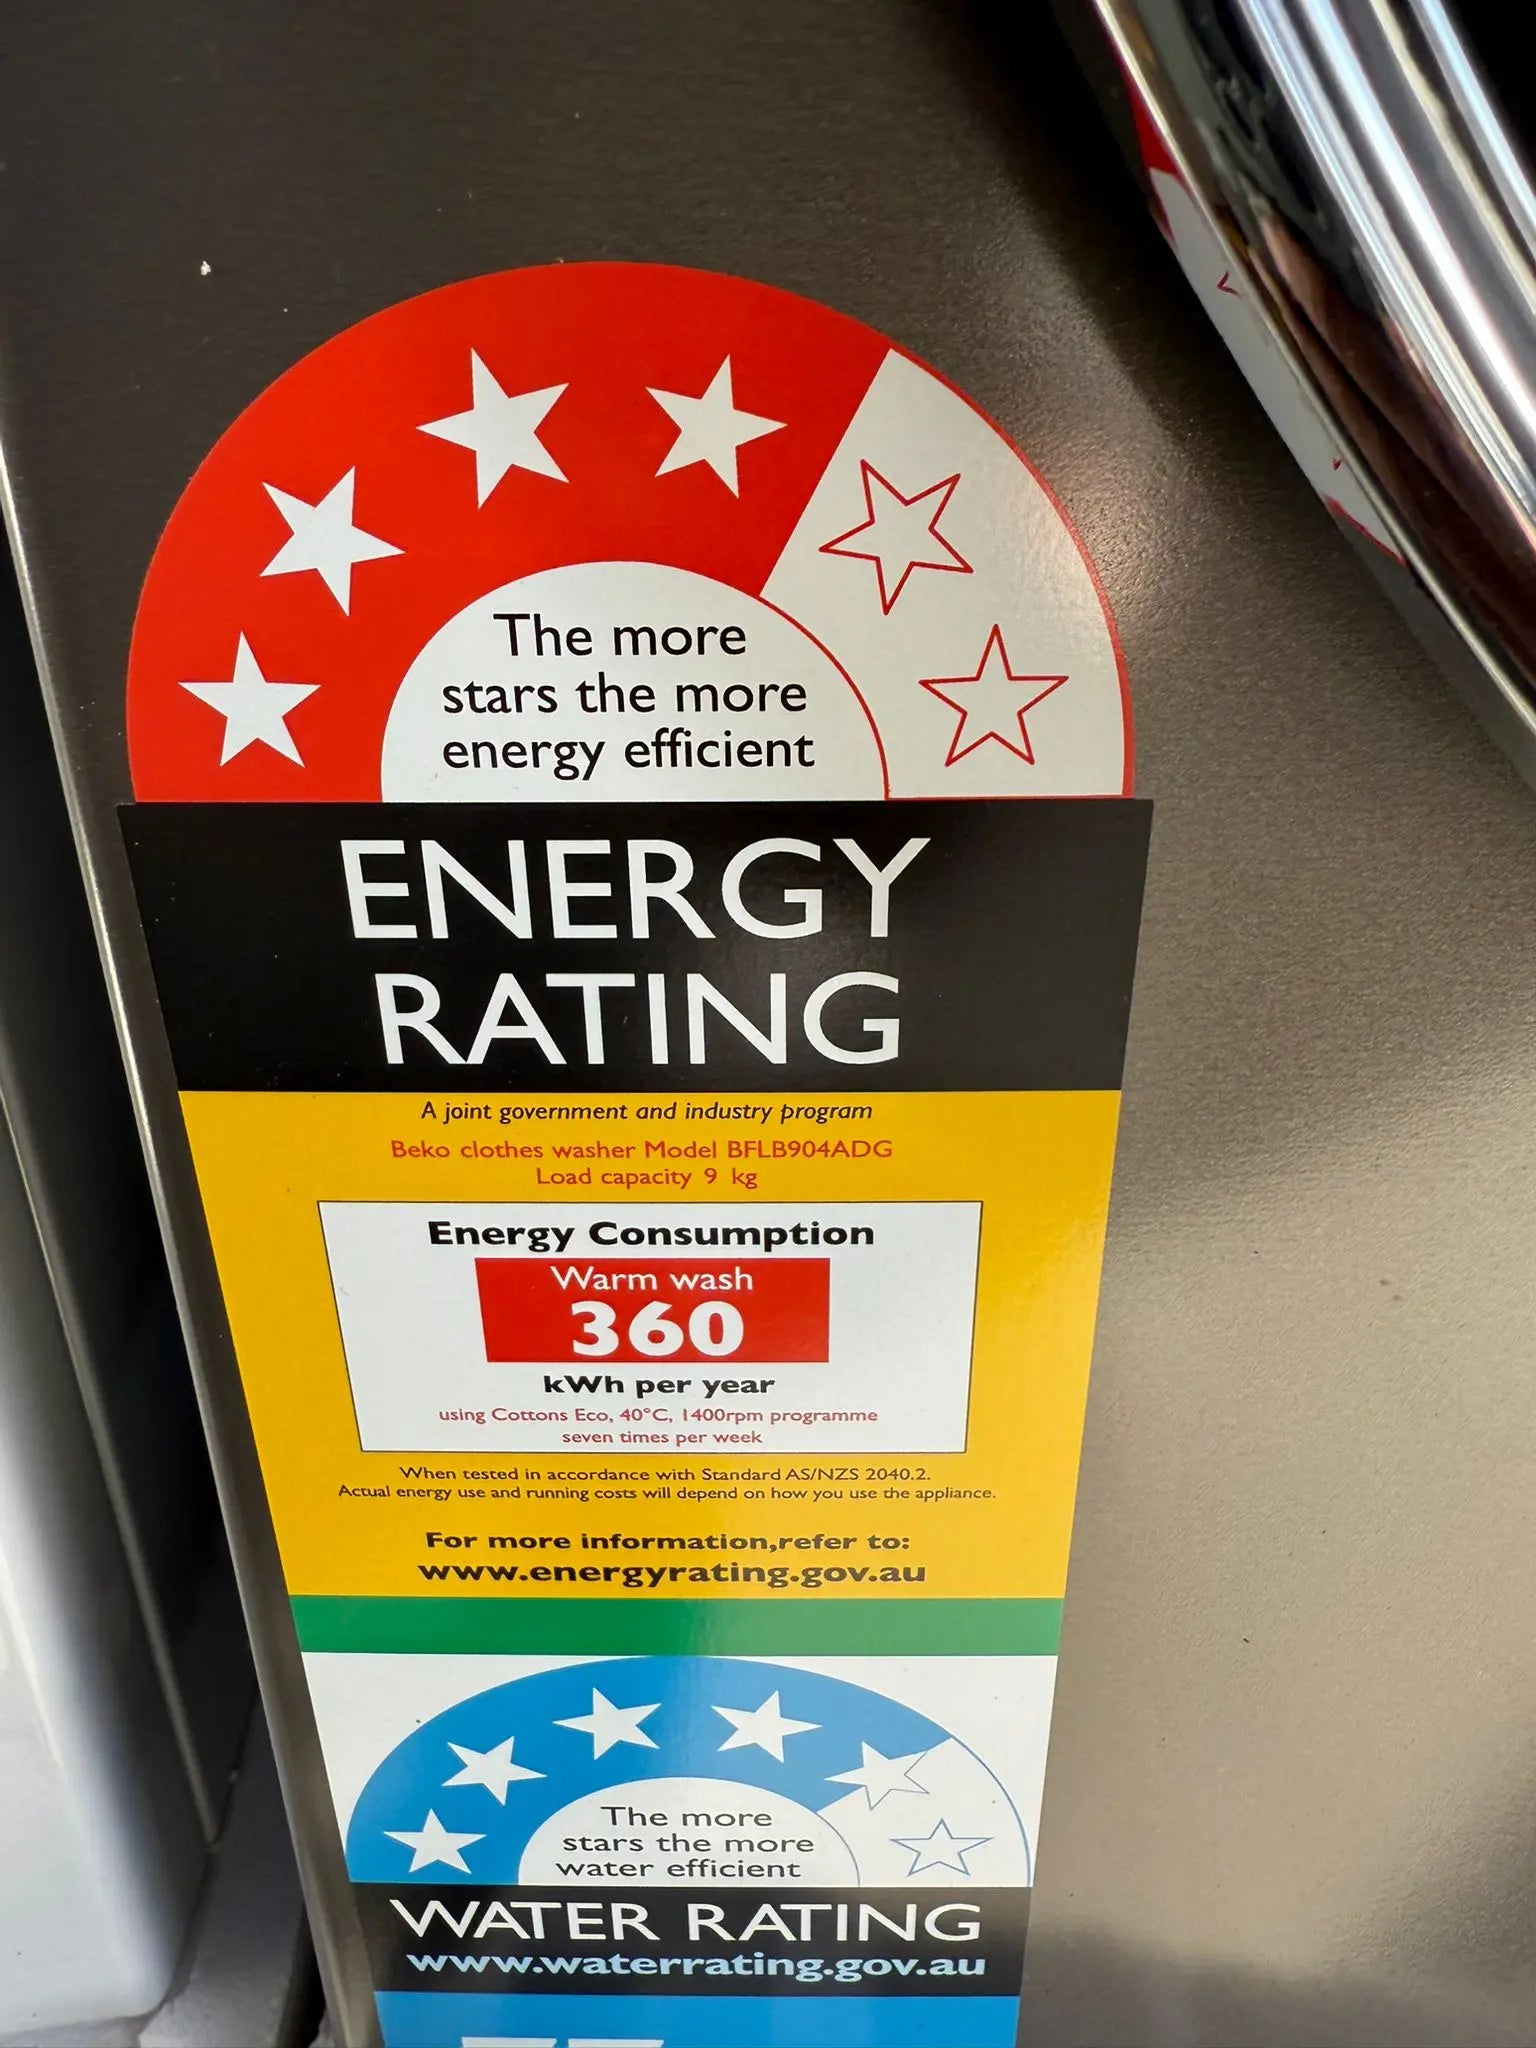 The more
stars the more
energy efficient
ENERGY
RATING
A joint government and industry program
Beko clothes washer Model BFLB904ADG
Load capacity 9 kg
Energy Consumption
Warm wash
360
kWh per year
using Cottons Eco, 40°C, 1400rpm programme
seven times per week
When tested in accordance with Standard AS/NZS 2040.2.
Actual energy use and running costs will depend on how you use the appliance.
For more information,refer to:
www.energyrating.gov.au
The more
stars the more
water efficient
WATER RATING
www.waterrating.gov.au